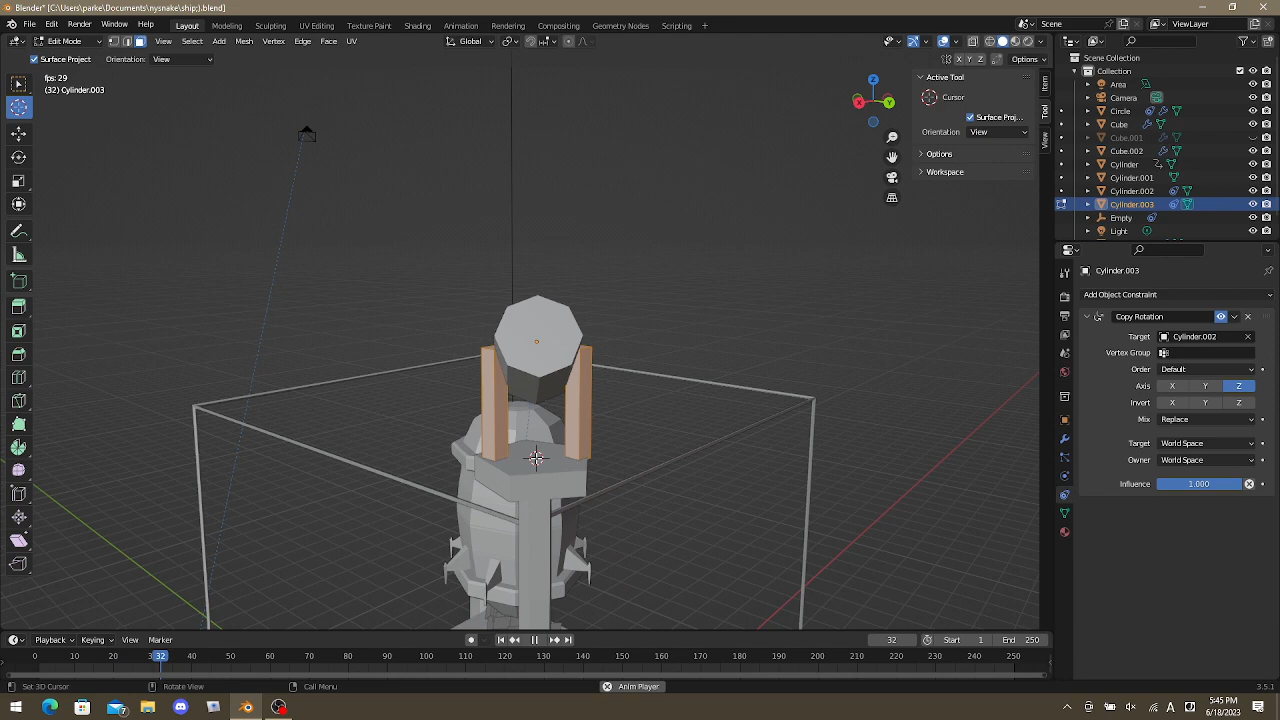 Blender* [C:\Users\parke\Documents\nysnake\ship;).blend]
File Edit Render Window Help Layout Modeling Sculpting UV Editing Texture Paint Shading Animation Rendering Compositing Geometry Nodes Scripting + Scene ViewLayer
Edit Mode View Select Add Mesh Vertex Edge Face UV Global
Surface Project Orientation: View X Y Z Options
fps: 29
(32) Cylinder.003
Z
X Y
Active Tool
Cursor
Surface Proj...
Orientation View
Options
Workspace
Item
Tool
View
Scene Collection
Collection
Area
Camera
Circle
Cube
Cube.001
Cube.002
Cylinder
Cylinder.001
Cylinder.002
Cylinder.003
Empty
Light
Cylinder.003
Add Object Constraint
Copy Rotation
Target Cylinder.002
Vertex Group
Order Default
Axis X Y Z
Invert X Y Z
Mix Replace
Target World Space
Owner World Space
Influence 1.000
Playback Keying View Marker 32 Start 1 End 250
0 10 20 3 32 40 50 60 70 80 90 100 110 120 130 140 150 160 170 180 190 200 210 220 230 240 250
Set 3D Cursor Rotate View Call Menu Anim Player 3.5.1
7 5:45 PM
6/18/2023